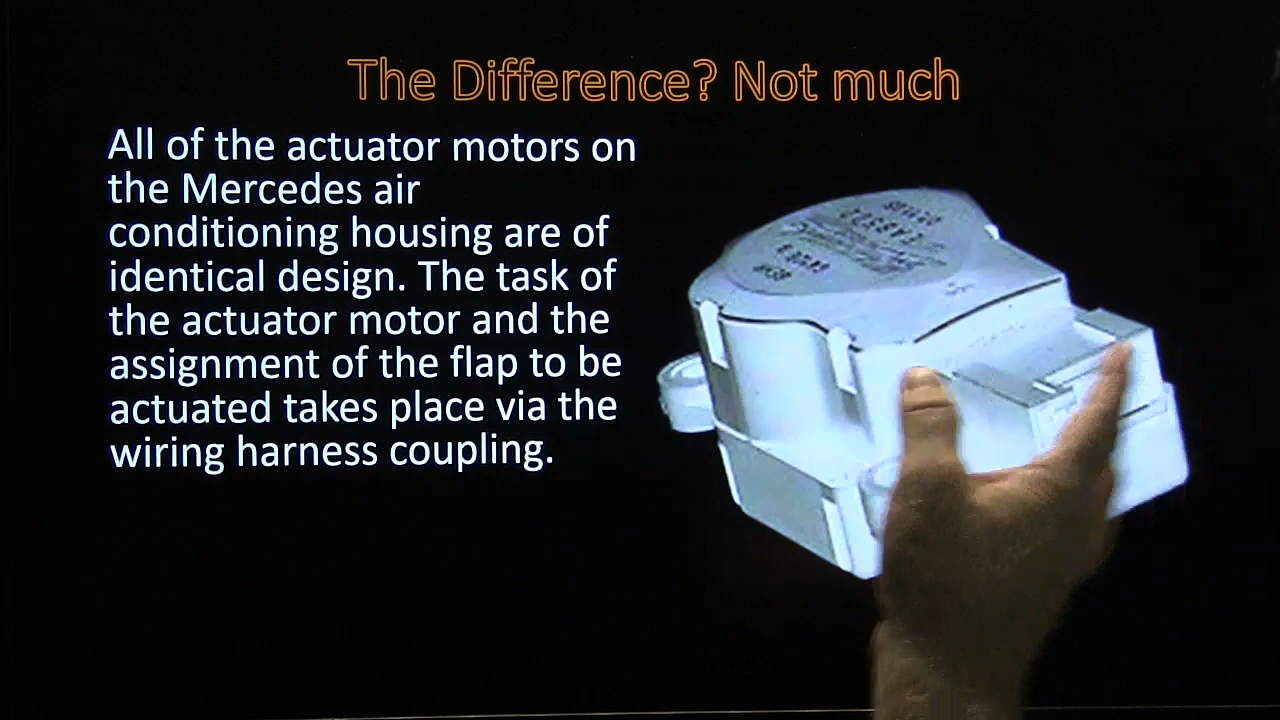 The Difference? Not much
All of the actuator motors on
the Mercedes air
conditioning housing are of
identical design. The task of
the actuator motor and the
assignment of the flap to be
actuated takes place via the
wiring harness coupling.